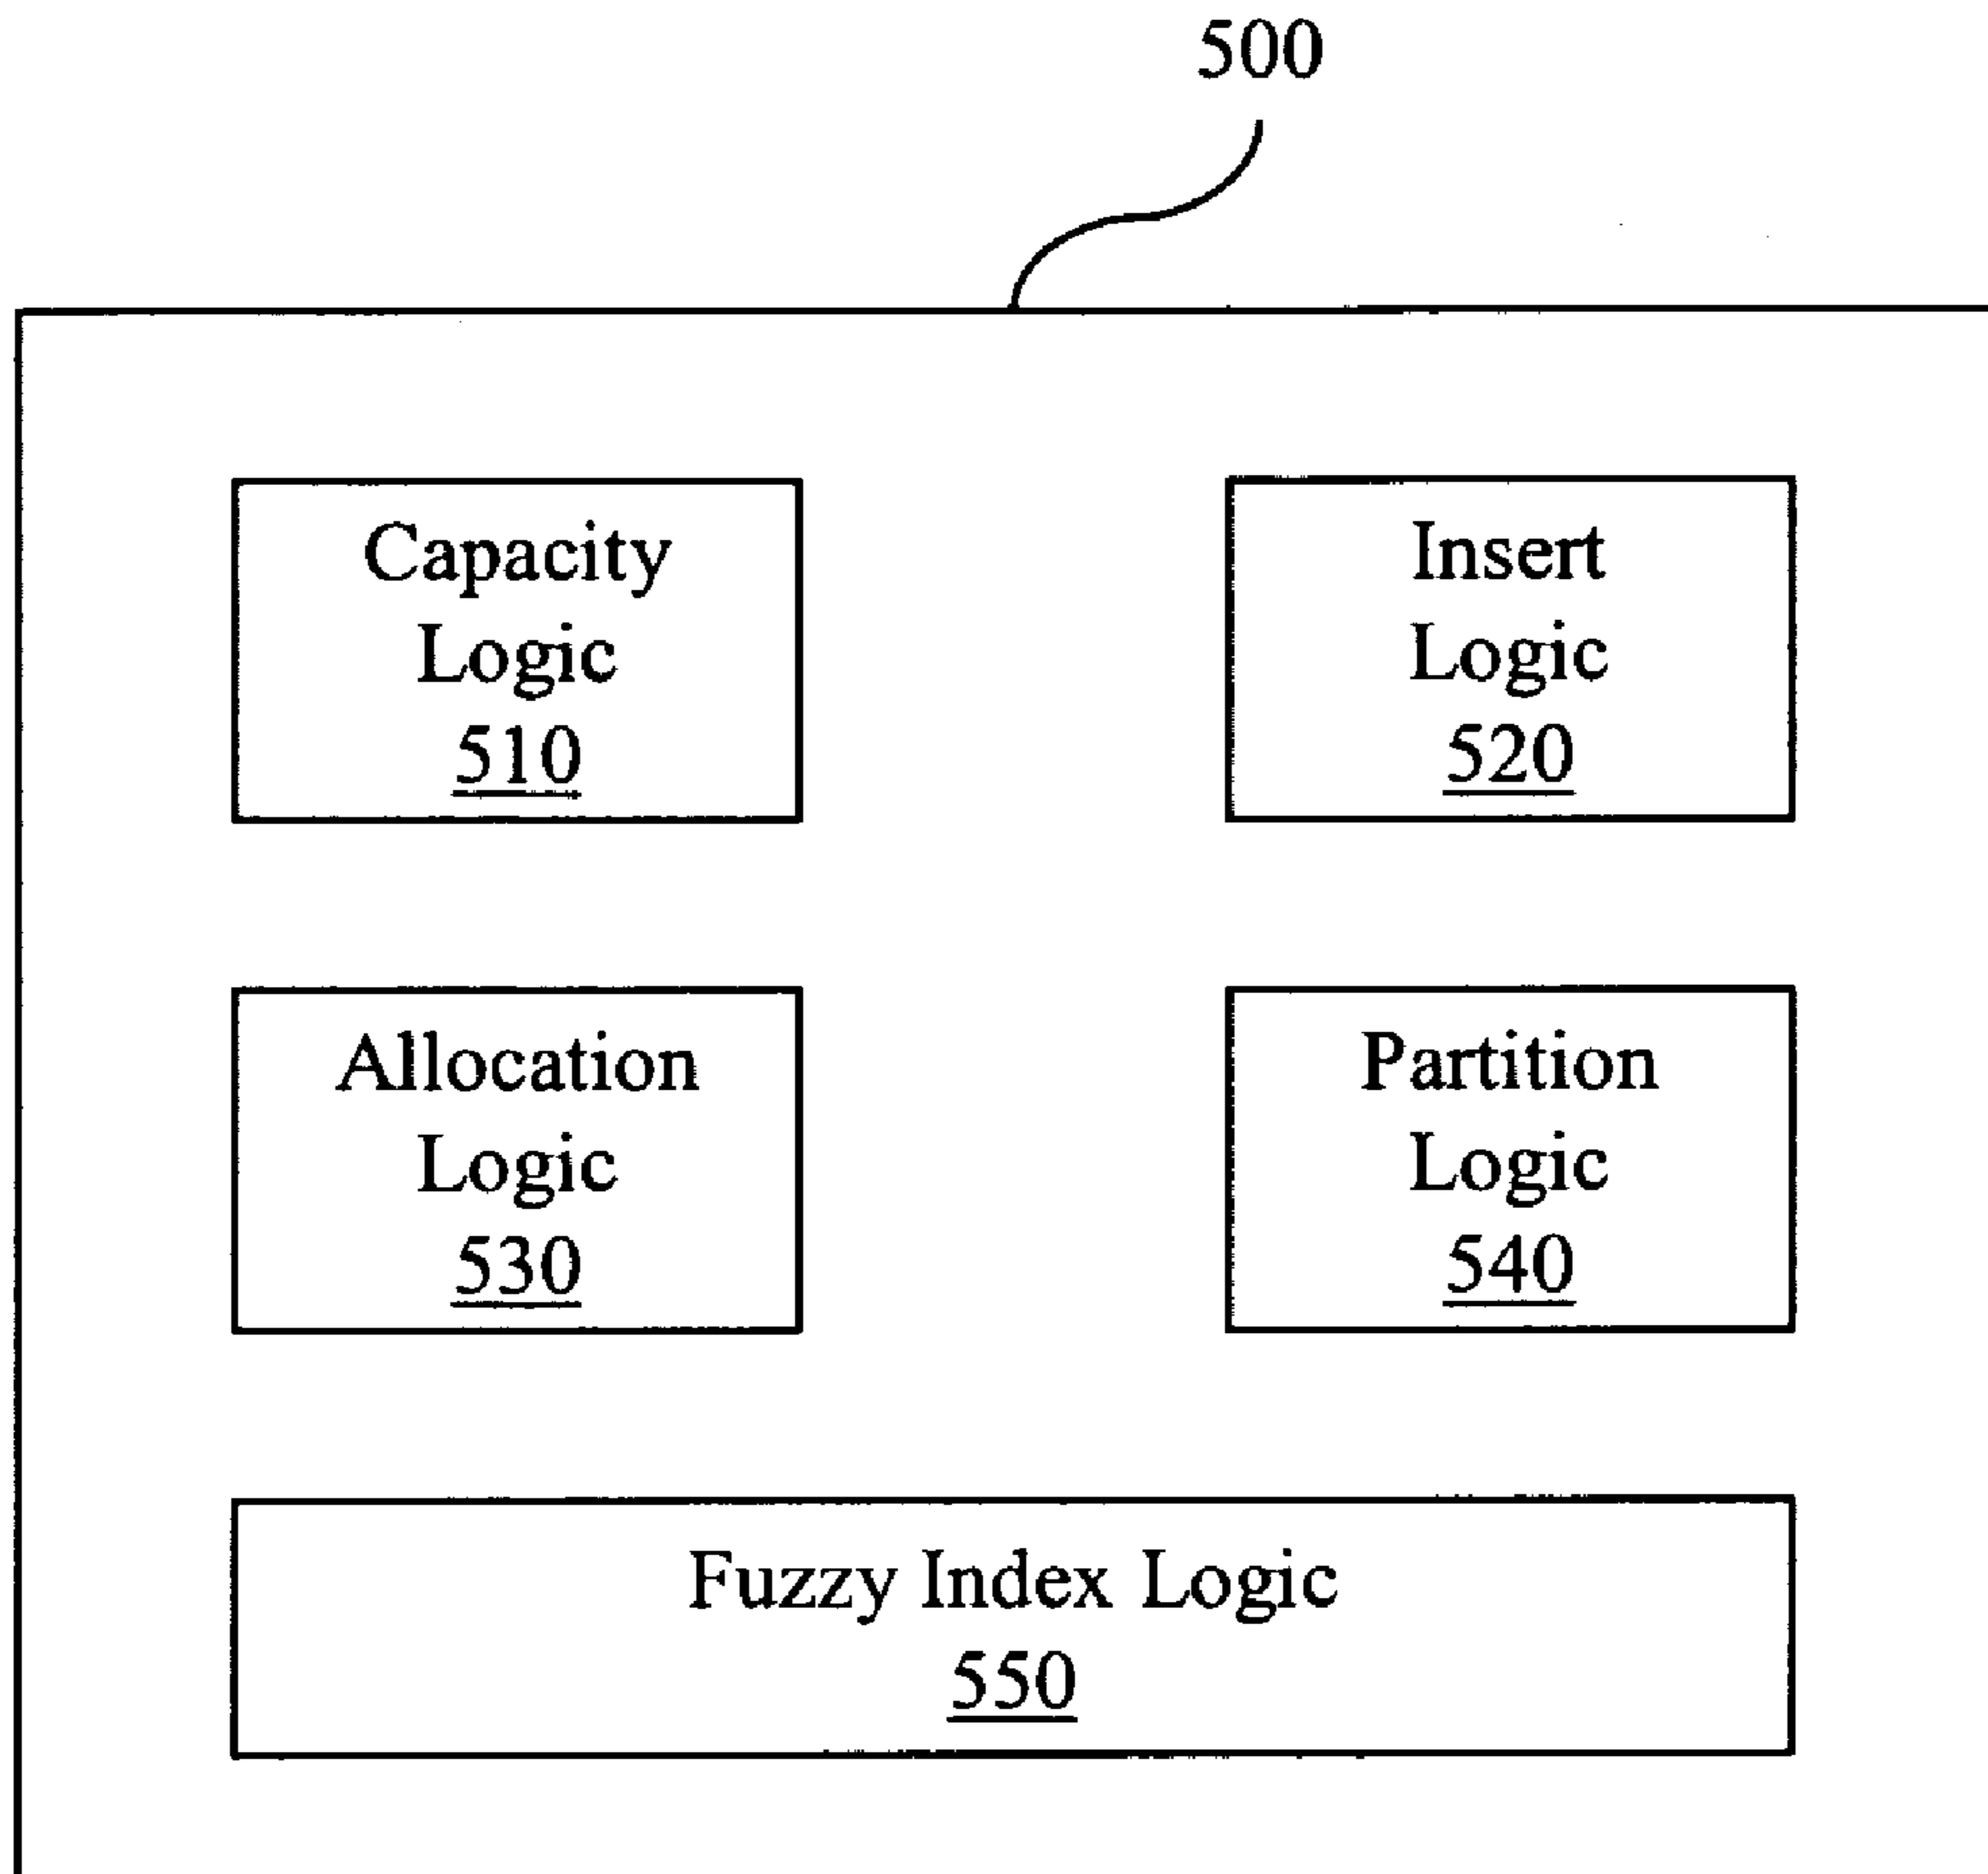 500
Capacity
Logic
510
Insert
Logic
520
Allocation
Logic
530
Partition
Logic
540
Fuzzy Index Logic
550